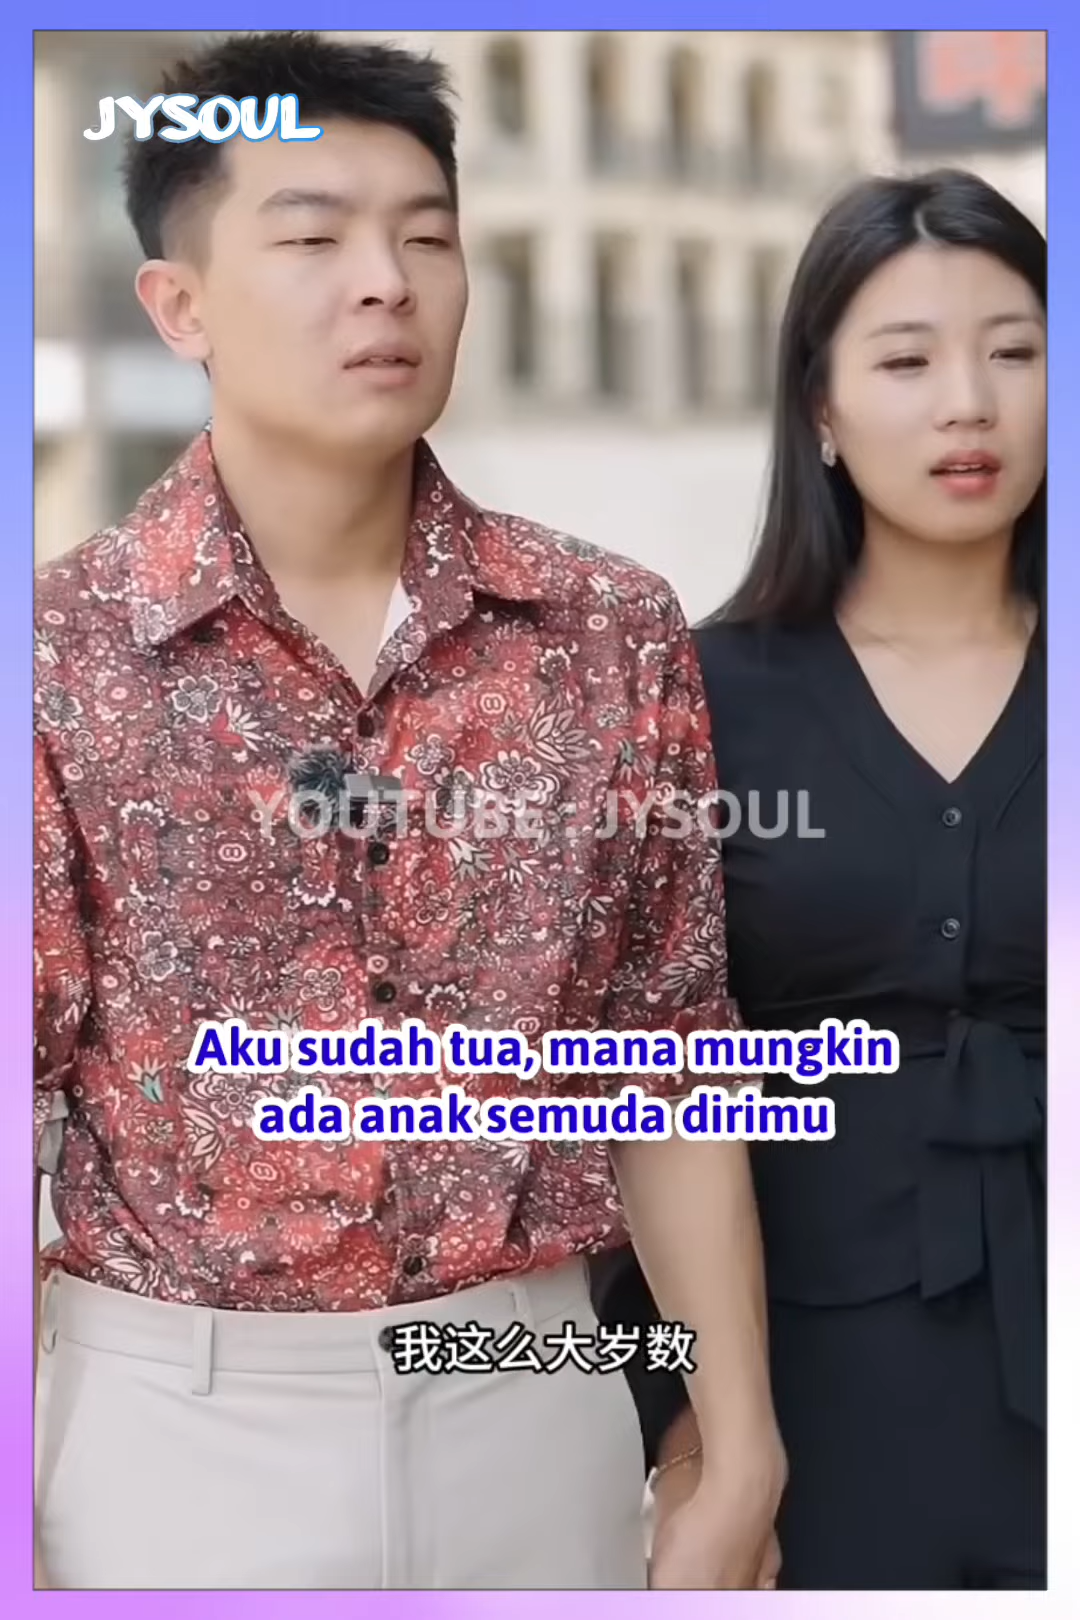 JYSOUL
YOUTUBE : JYSOUL
Aku sudah tua, mana mungkin
ada anak semuda dirimu
我这么大岁数